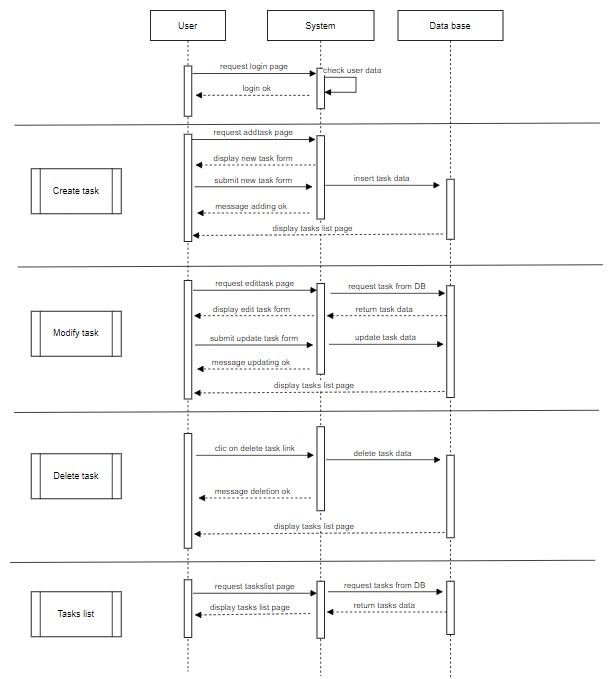 User
System
Data base
request login page
check user data
login ok
request addtask page
display new task form
Create task
submit new task form
insert task data
message adding ok
display tasks list page
request edittask page
request task from DB
display edit task form
return task data
Modify task
submit update task form
update task data
message updating ok
display tasks list page
clic on delete task link
delete task data
Delete task
message deletion ok
display tasks list page
request taskslist page
request tasks from DB
display tasks list page
return tasks data
Tasks list